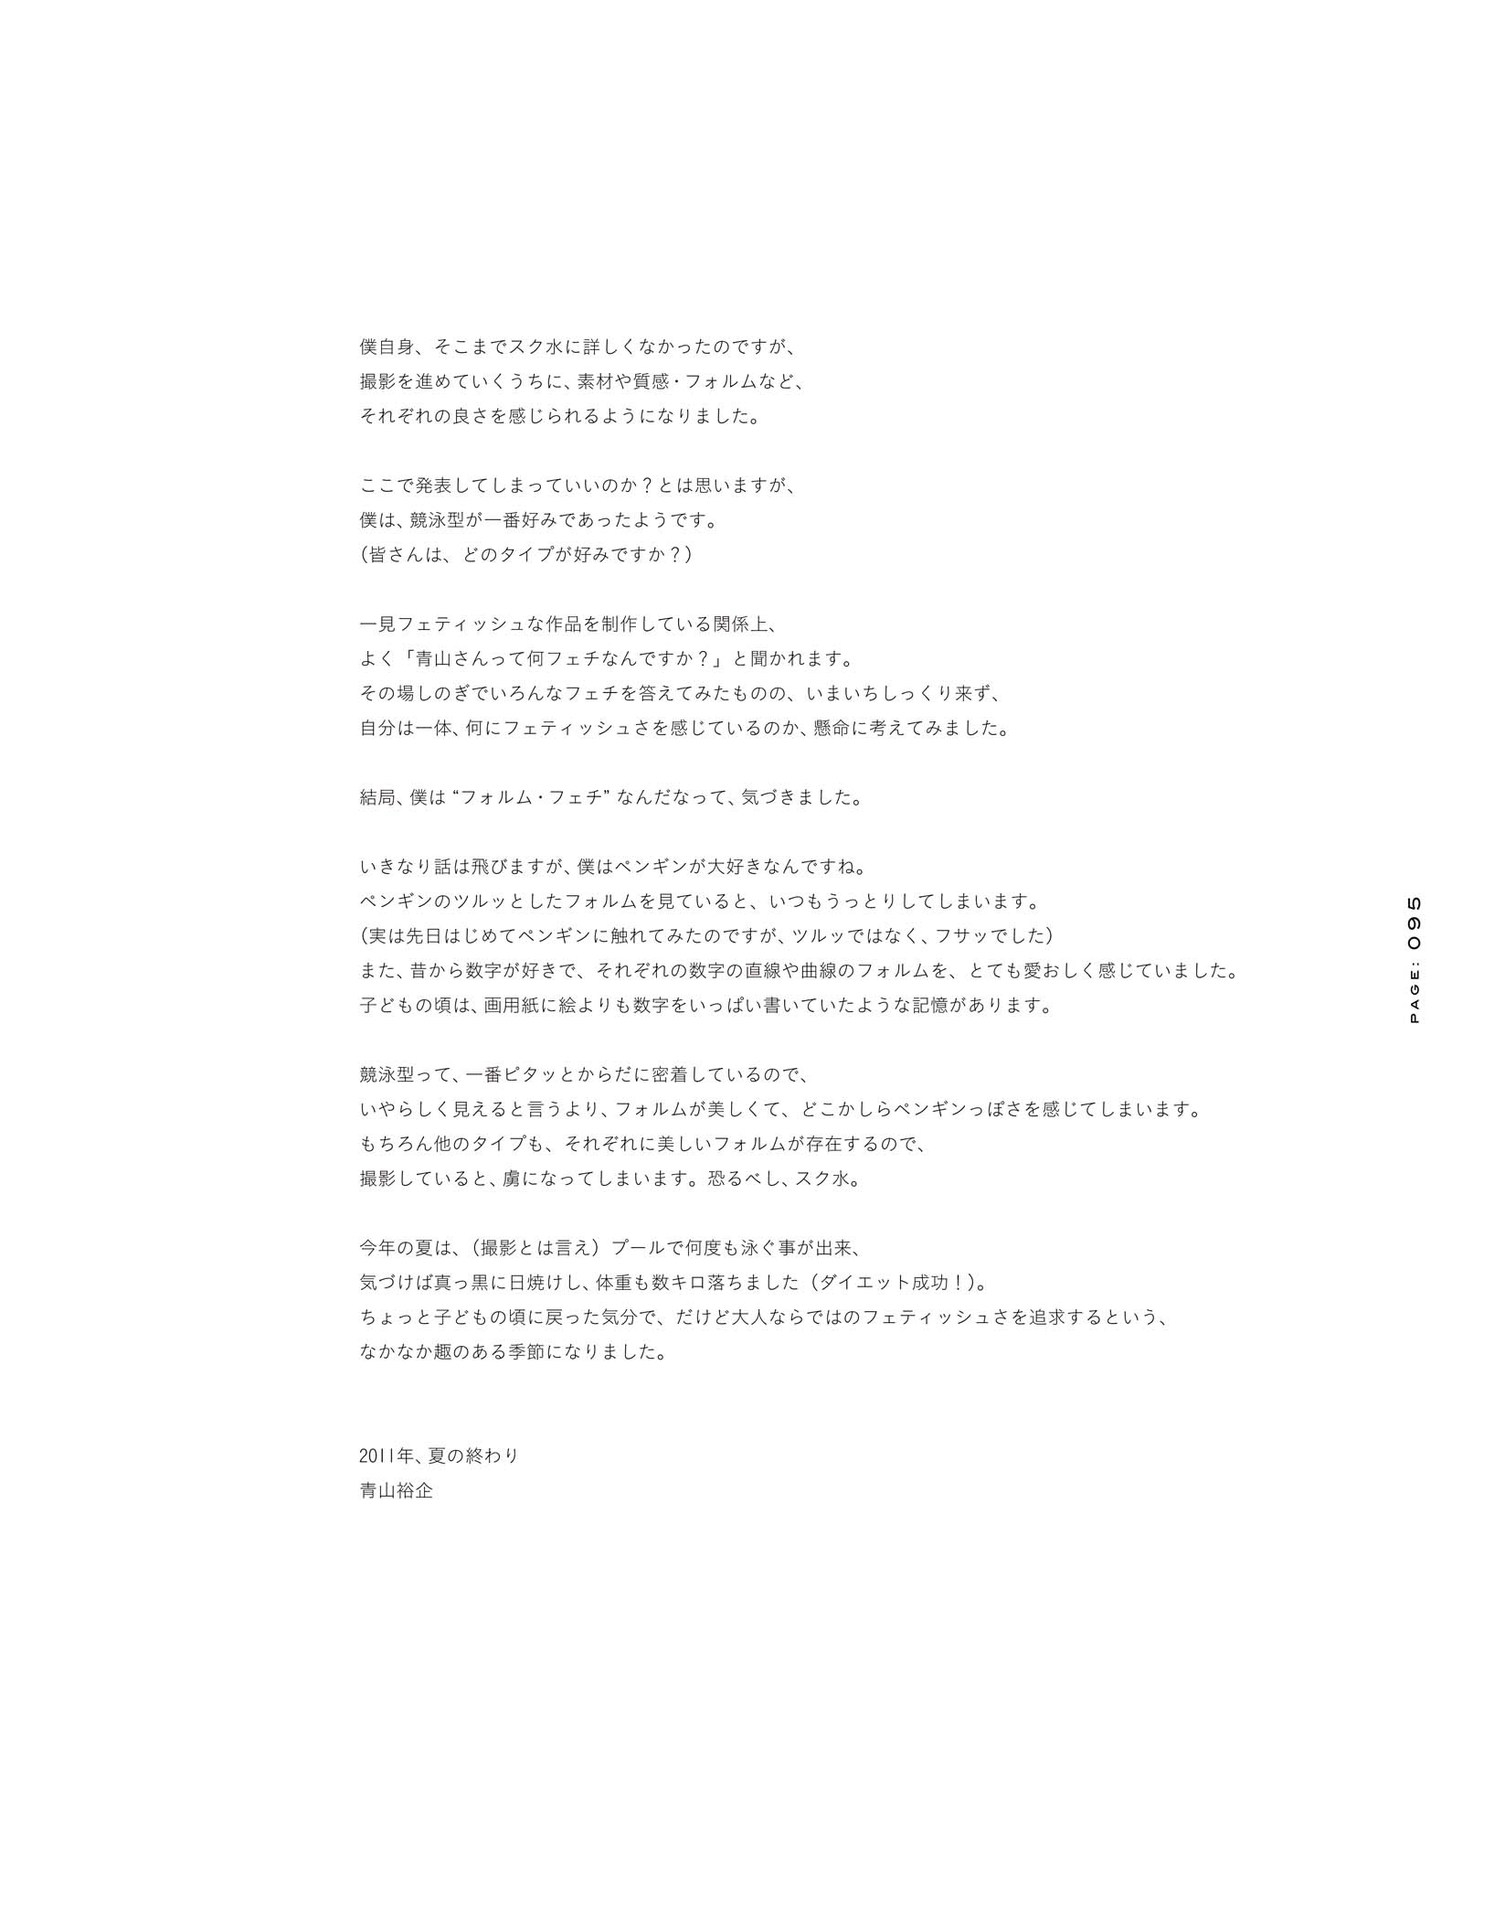 僕自身、そこまでスク水に詳しくなかったのですが、
撮影を進めていくうちに、素材や質感・フォルムなど、
それぞれの良さを感じられるようになりました。
ここで発表してしまっていいのか？とは思いますが、
僕は、競泳型が一番好みであったようです。
（皆さんは、どのタイプが好みですか？）
一見フェティッシュな作品を制作している関係上、
よく「青山さんって何フェチなんですか？」と聞かれます。
その場しのぎでいろんなフェチを答えてみたものの、いまいちしっくり来ず、
自分は一体、何にフェティッシュさを感じているのか、懸命に考えてみました。
結局、僕は “フォルム・フェチ” なんだなって、気づきました。
いきなり話は飛びますが、僕はペンギンが大好きなんですね。
ペンギンのツルッとしたフォルムを見ていると、いつもうっとりしてしまいます。
（実は先日はじめてペンギンに触れてみたのですが、ツルッではなく、フサッでした）
また、昔から数字が好きで、それぞれの数字の直線や曲線のフォルムを、とても愛おしく感じていました。
子どもの頃は、画用紙に絵よりも数字をいっぱい書いていたような記憶があります。
競泳型って、一番ピタッとからだに密着しているので、
いやらしく見えると言うより、フォルムが美しくて、どこかしらペンギンっぽさを感じてしまいます。
もちろん他のタイプも、それぞれに美しいフォルムが存在するので、
撮影していると、虜になってしまいます。恐るべし、スク水。
今年の夏は、（撮影とは言え）プールで何度も泳ぐ事が出来、
気づけば真っ黒に日焼けし、体重も数キロ落ちました（ダイエット成功！）。
ちょっと子どもの頃に戻った気分で、だけど大人ならではのフェティッシュさを追求するという、
なかなか趣のある季節になりました。
2011年、夏の終わり
青山裕企
PAGE: 095